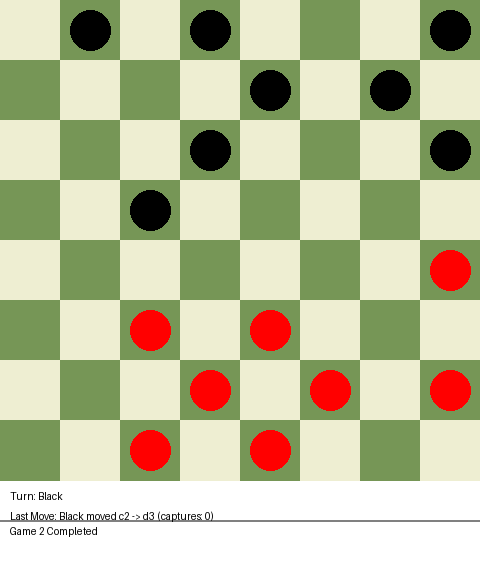 Turn: Black
Last Move: Black moved c2 -> d3 (captures: 0)
Game 2 Completed